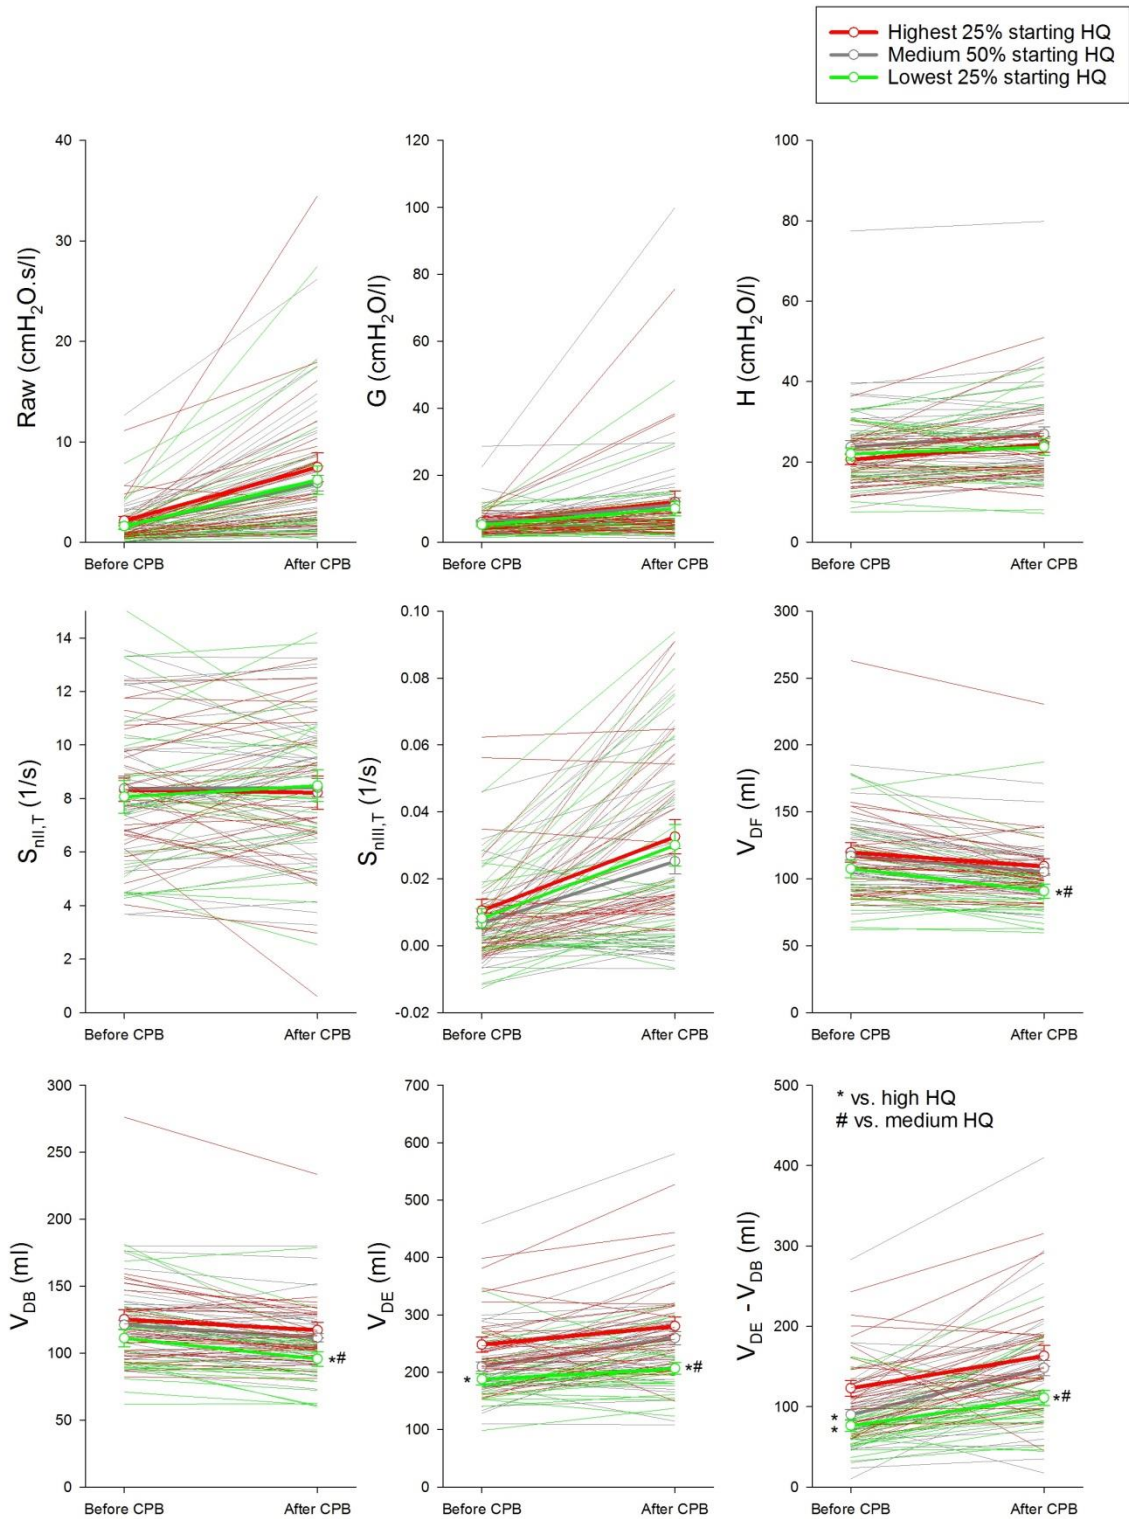 Highest 25% starting HQ
Medium 50% starting HQ
Lowest 25% starting HQ
40
30
20
10
0
Raw (cmH₂O.s/l)
Before CPB
After CPB
120
100
80
60
40
20
0
G (cmH₂O/l)
Before CPB
After CPB
100
80
60
40
20
0
H (cmH₂O/l)
Before CPB
After CPB
14
12
10
8
6
4
2
0
SnII,T (1/s)
Before CPB
After CPB
0.10
0.08
0.06
0.04
0.02
0.00
-0.02
SnIII,T (1/s)
Before CPB
After CPB
300
250
200
150
100
50
0
VDF (ml)
*#
Before CPB
After CPB
300
250
200
150
100
50
0
VDB (ml)
*#
Before CPB
After CPB
700
600
500
400
300
200
100
0
VDE (ml)
*
*#
Before CPB
After CPB
* vs. high HQ
# vs. medium HQ
500
400
300
200
100
0
VDE - VDB (ml)
*
*
*#
Before CPB
After CPB